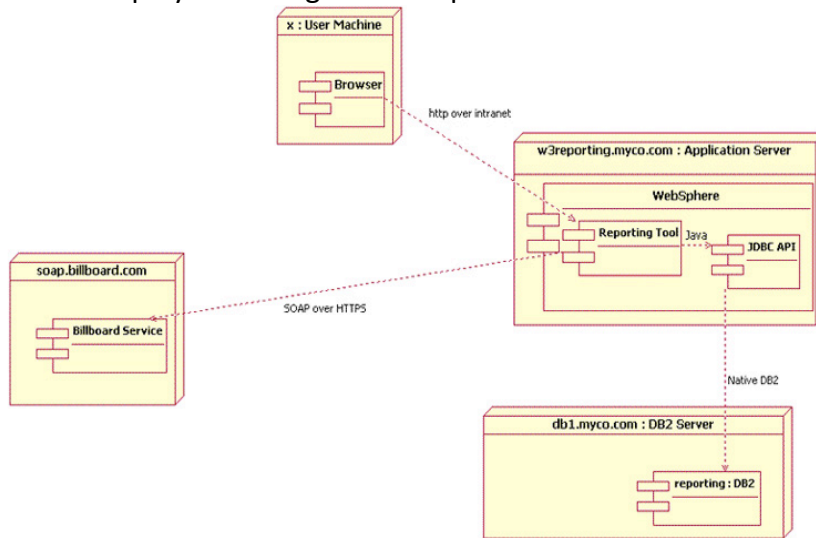 x : User Machine
Browser
http over intranet
w3reporting.myco.com : Application Server
WebSphere
Reporting Tool
Java
JDBC API
soap.billboard.com
Billboard Service
SOAP over HTTPS
Native DB2
db1.myco.com : DB2 Server
reporting : DB2